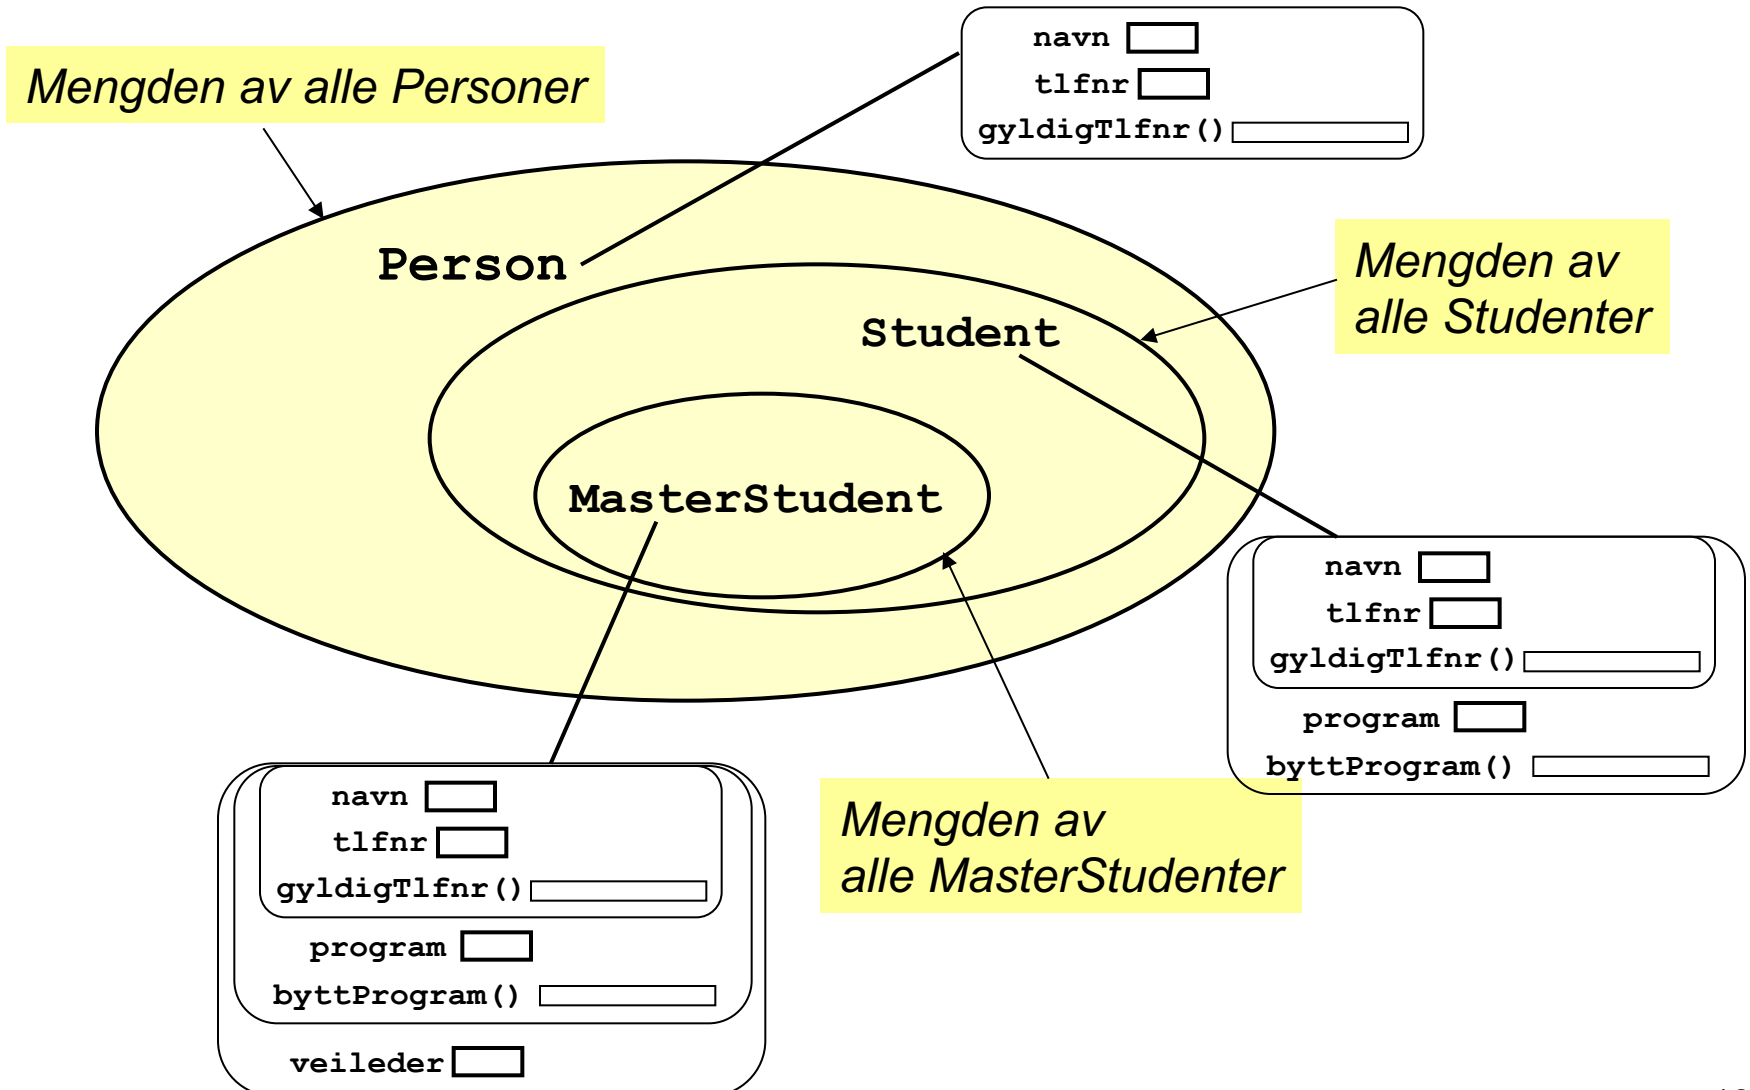 navn
tlfnr
gyldigTlfnr()
Mengden av alle Personer
Person
Mengden av
alle Studenter
Student
MasterStudent
navn
tlfnr
gyldigTlfnr()
program
byttProgram()
navn
tlfnr
gyldigTlfnr()
program
byttProgram()
veileder
Mengden av
alle MasterStudenter